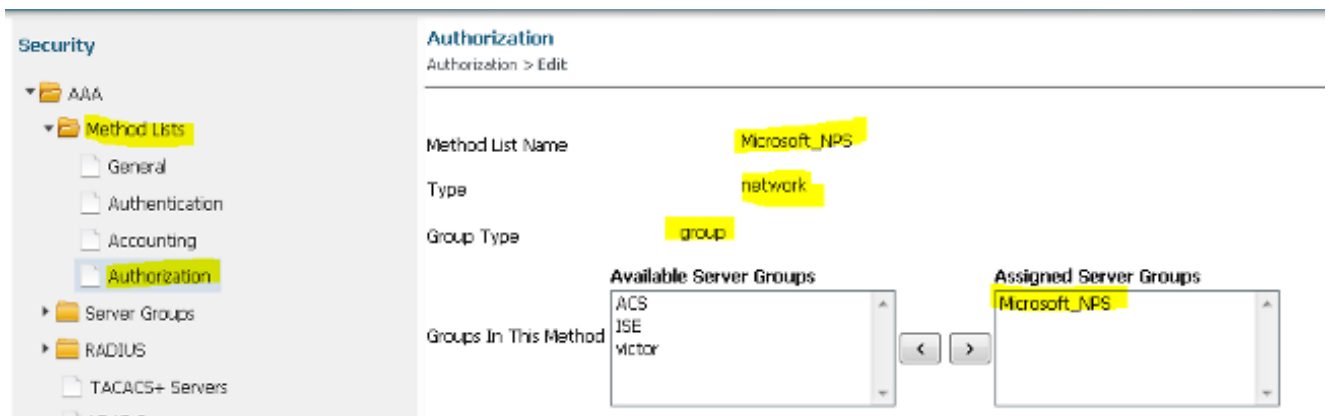 Security
AAA
Method Lists
General
Authentication
Accounting
Authorization
Server Groups
RADIUS
TACACS+ Servers
Authorization
Authorization > Edit
Method List Name Microsoft_NPS
Type network
Group Type group
Available Server Groups Assigned Server Groups
Groups In This Method
ACS
ISE
victor
< >
Microsoft_NPS